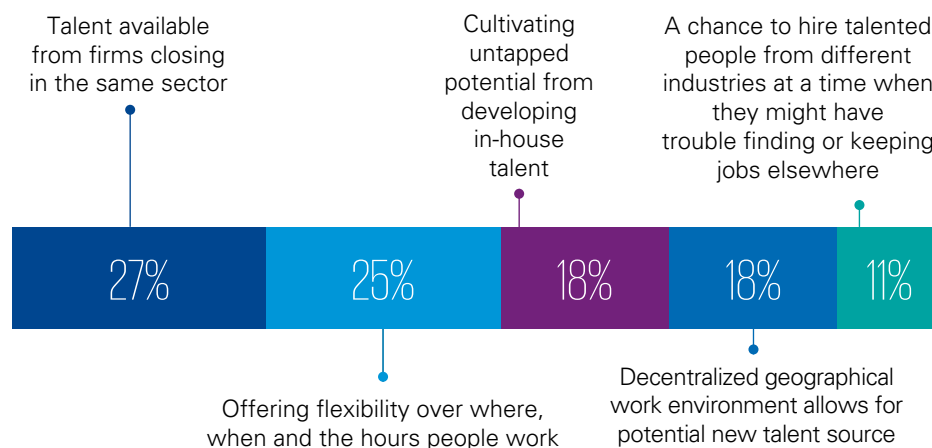 Talent available
from firms closing
in the same sector
Cultivating
untapped
potential from
developing
in-house
talent
A chance to hire talented
people from different
industries at a time when
they might have
trouble finding or keeping
jobs elsewhere
27%
25%
18%
18%
11%
Offering flexibility over where,
when and the hours people work
Decentralized geographical
work environment allows for
potential new talent source